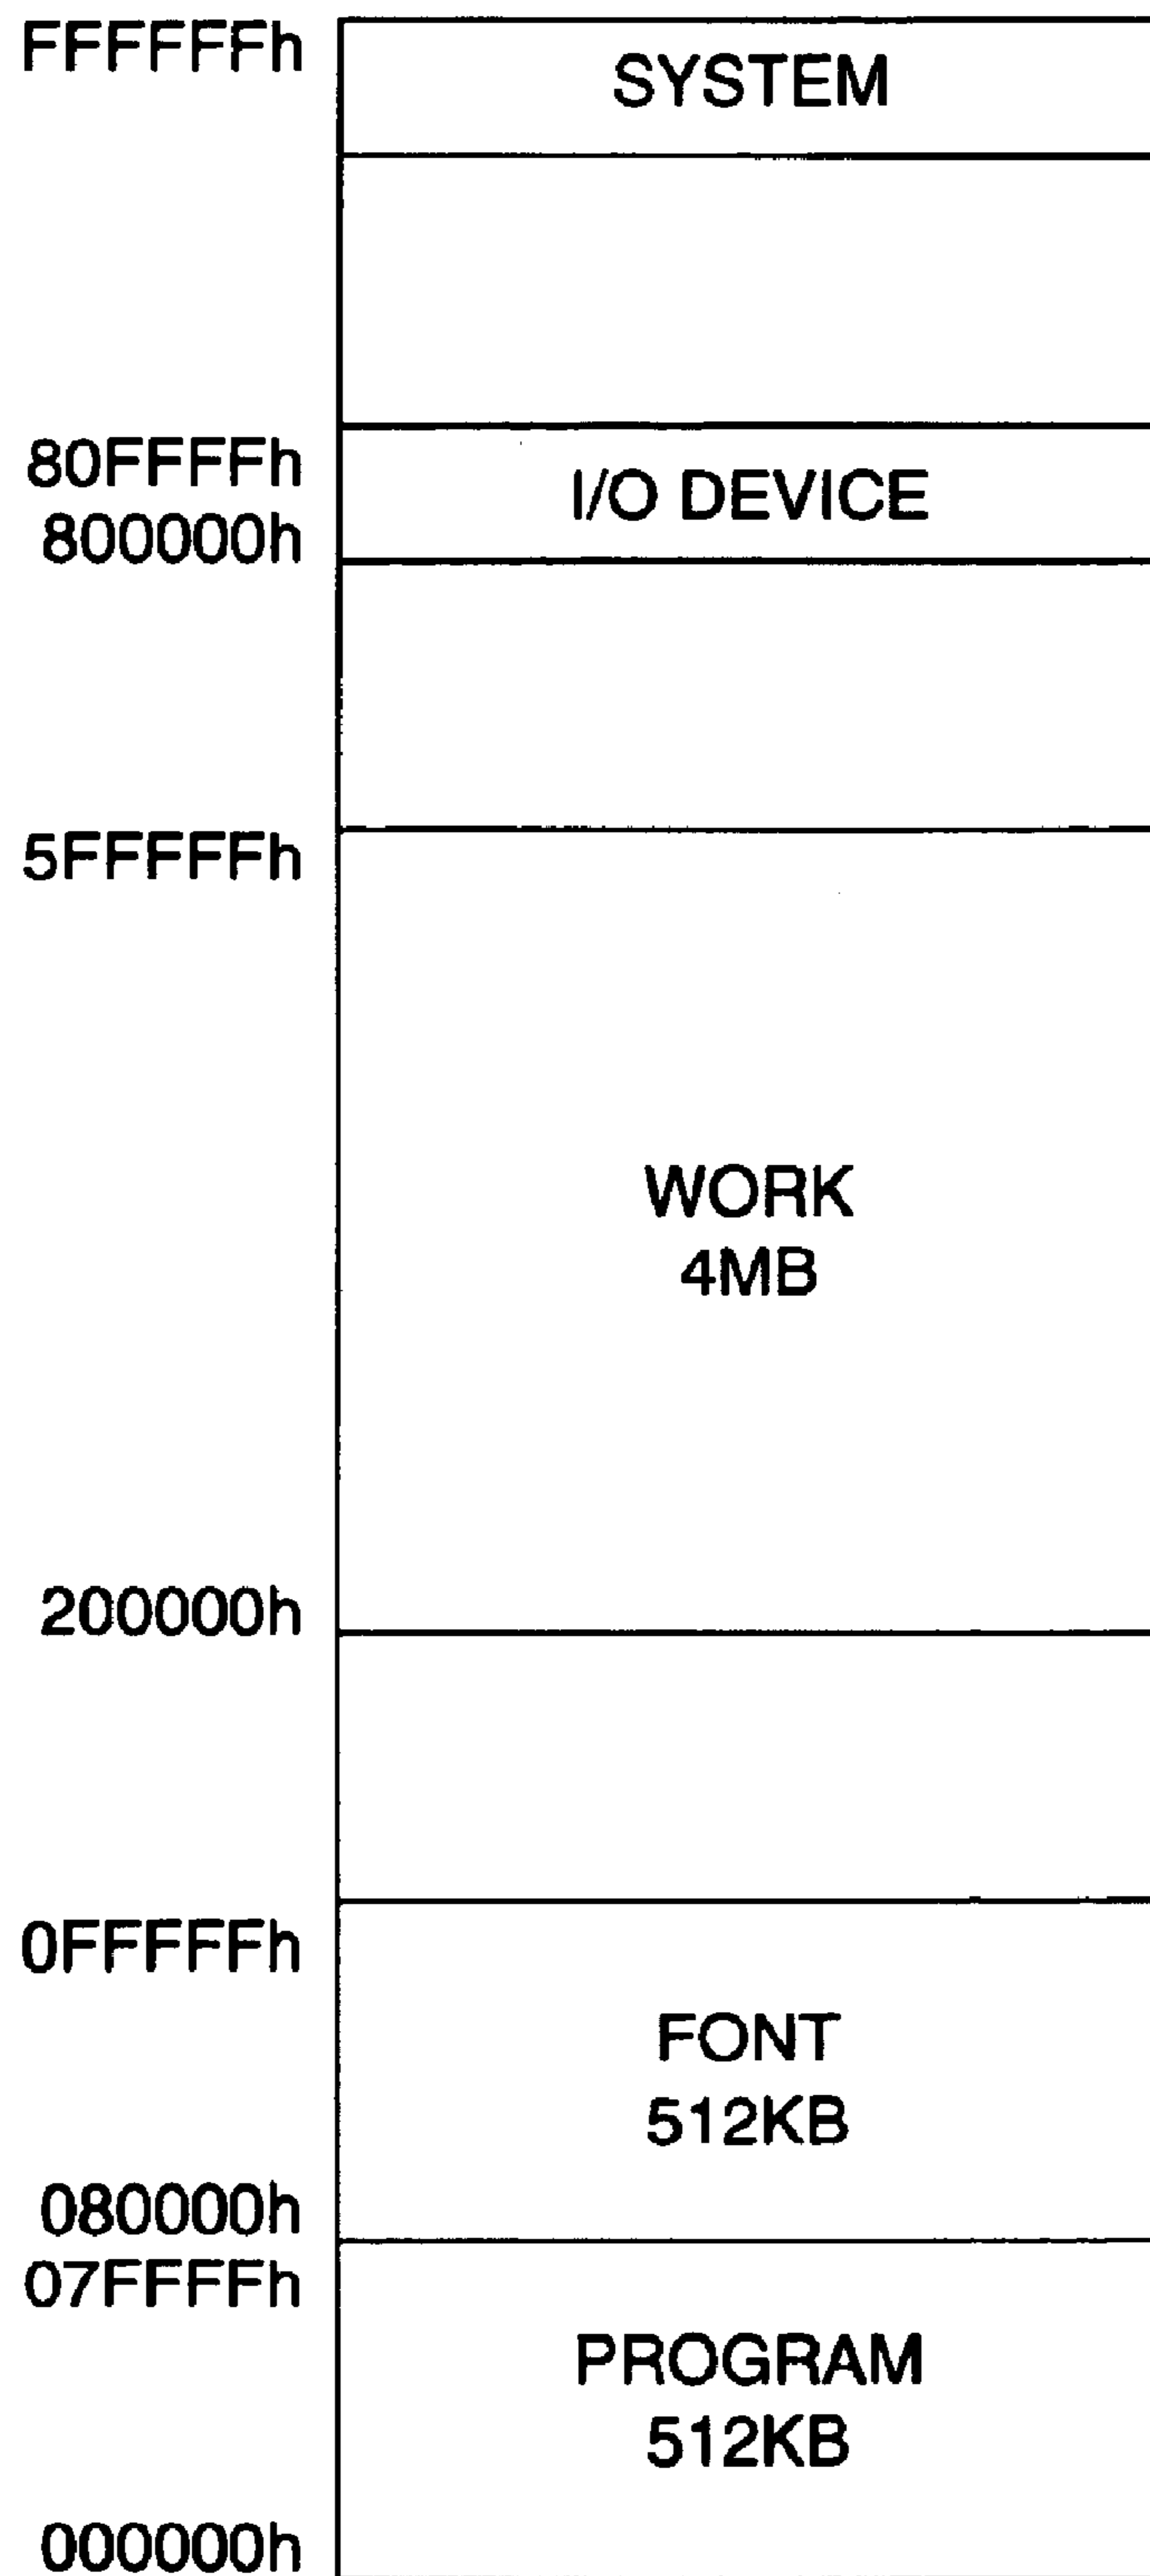 FFFFFFh
SYSTEM
80FFFFh
I/O DEVICE
800000h
5FFFFFh
WORK
4MB
200000h
0FFFFFh
FONT
512KB
080000h
07FFFFh
PROGRAM
512KB
000000h